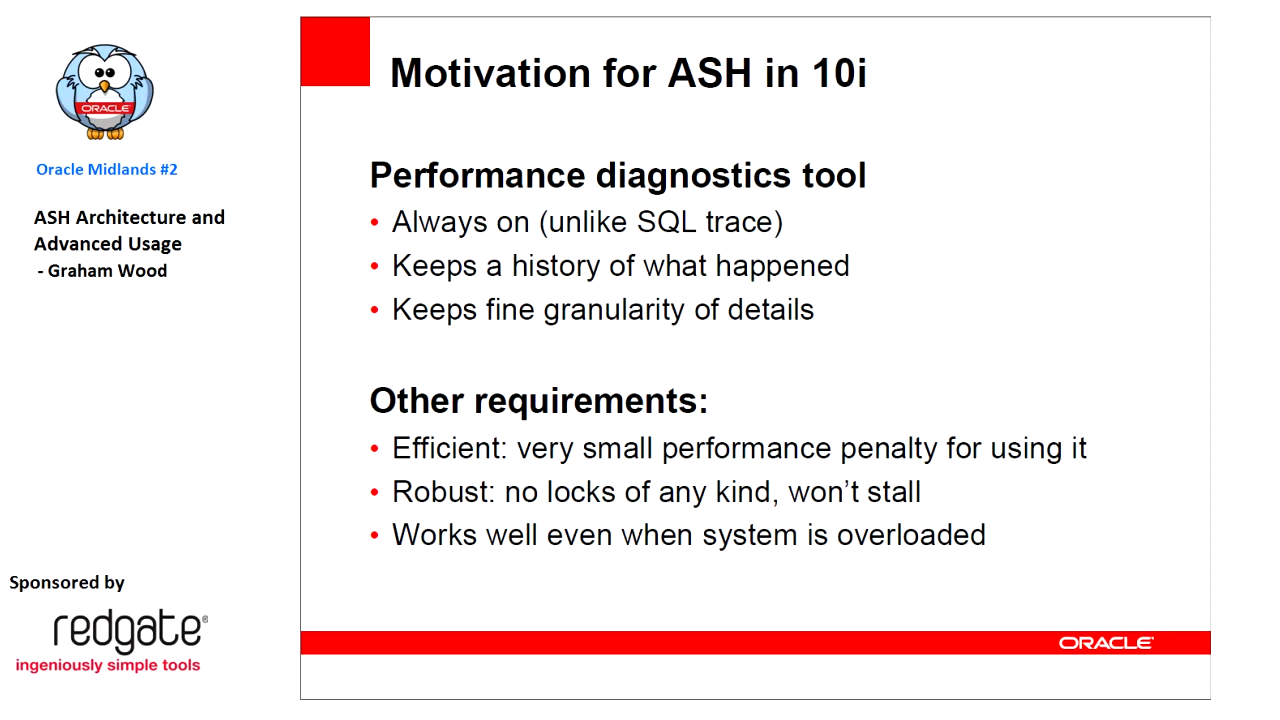 ORACLE
Oracle Midlands #2
ASH Architecture and
Advanced Usage
- Graham Wood
Sponsored by
redgate®
ingeniously simple tools
Motivation for ASH in 10i
Performance diagnostics tool
• Always on (unlike SQL trace)
• Keeps a history of what happened
• Keeps fine granularity of details
Other requirements:
• Efficient: very small performance penalty for using it
• Robust: no locks of any kind, won’t stall
• Works well even when system is overloaded
ORACLE